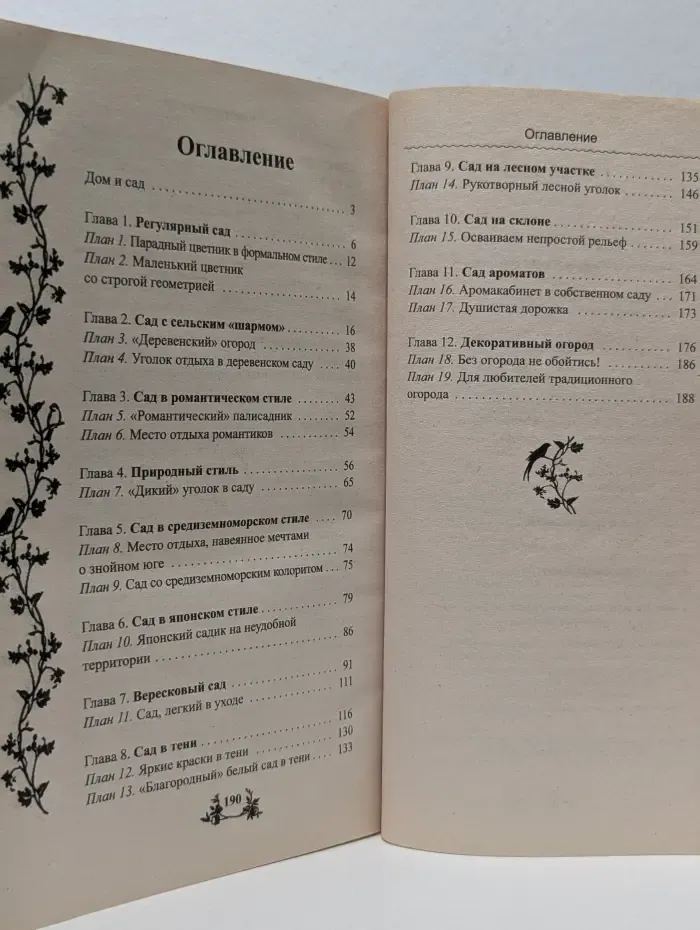 Оглавление
Дом и сад ..................... 3
Глава 1. Регулярный сад ................ 6
План 1. Парадный цветник в формальном стиле ... 12
План 2. Маленький цветник
со строгой геометрией ................ 14
Глава 2. Сад с сельским «шармом» ......... 16
План 3. «Деревенский» огород ............ 38
План 4. Уголок отдыха в деревенском саду .... 40
Глава 3. Сад в романтическом стиле ........ 43
План 5. «Романтический» палисадник ....... 52
План 6. Место отдыха романтиков ......... 54
Глава 4. Природный стиль .............. 56
План 7. «Дикий» уголок в саду ............ 65
Глава 5. Сад в средиземноморском стиле .... 70
План 8. Место отдыха, навеянное мечтами
о знойном юге ..................... 74
План 9. Сад со средиземноморским колоритом ... 75
Глава 6. Сад в японском стиле ............ 79
План 10. Японский садик на неудобной
территории ...................... 86
Глава 7. Вересковый сад ................ 91
План 11. Сад, легкий в уходе ............. 111
Глава 8. Сад в тени ................... 116
План 12. Яркие краски в тени ............ 130
План 13. «Благородный» белый сад в тени .... 133
190
Оглавление
Глава 9. Сад на лесном участке ........... 135
План 14. Рукотворный лесной уголок ....... 146
Глава 10. Сад на склоне ................ 151
План 15. Осваиваем непростой рельеф ...... 159
Глава 11. Сад ароматов ................ 164
План 16. Аромакабинет в собственном саду ... 171
План 17. Душистая дорожка ............. 173
Глава 12. Декоративный огород ........... 176
План 18. Без огорода не обойтись! ......... 186
План 19. Для любителей традиционного
огорода ......................... 188